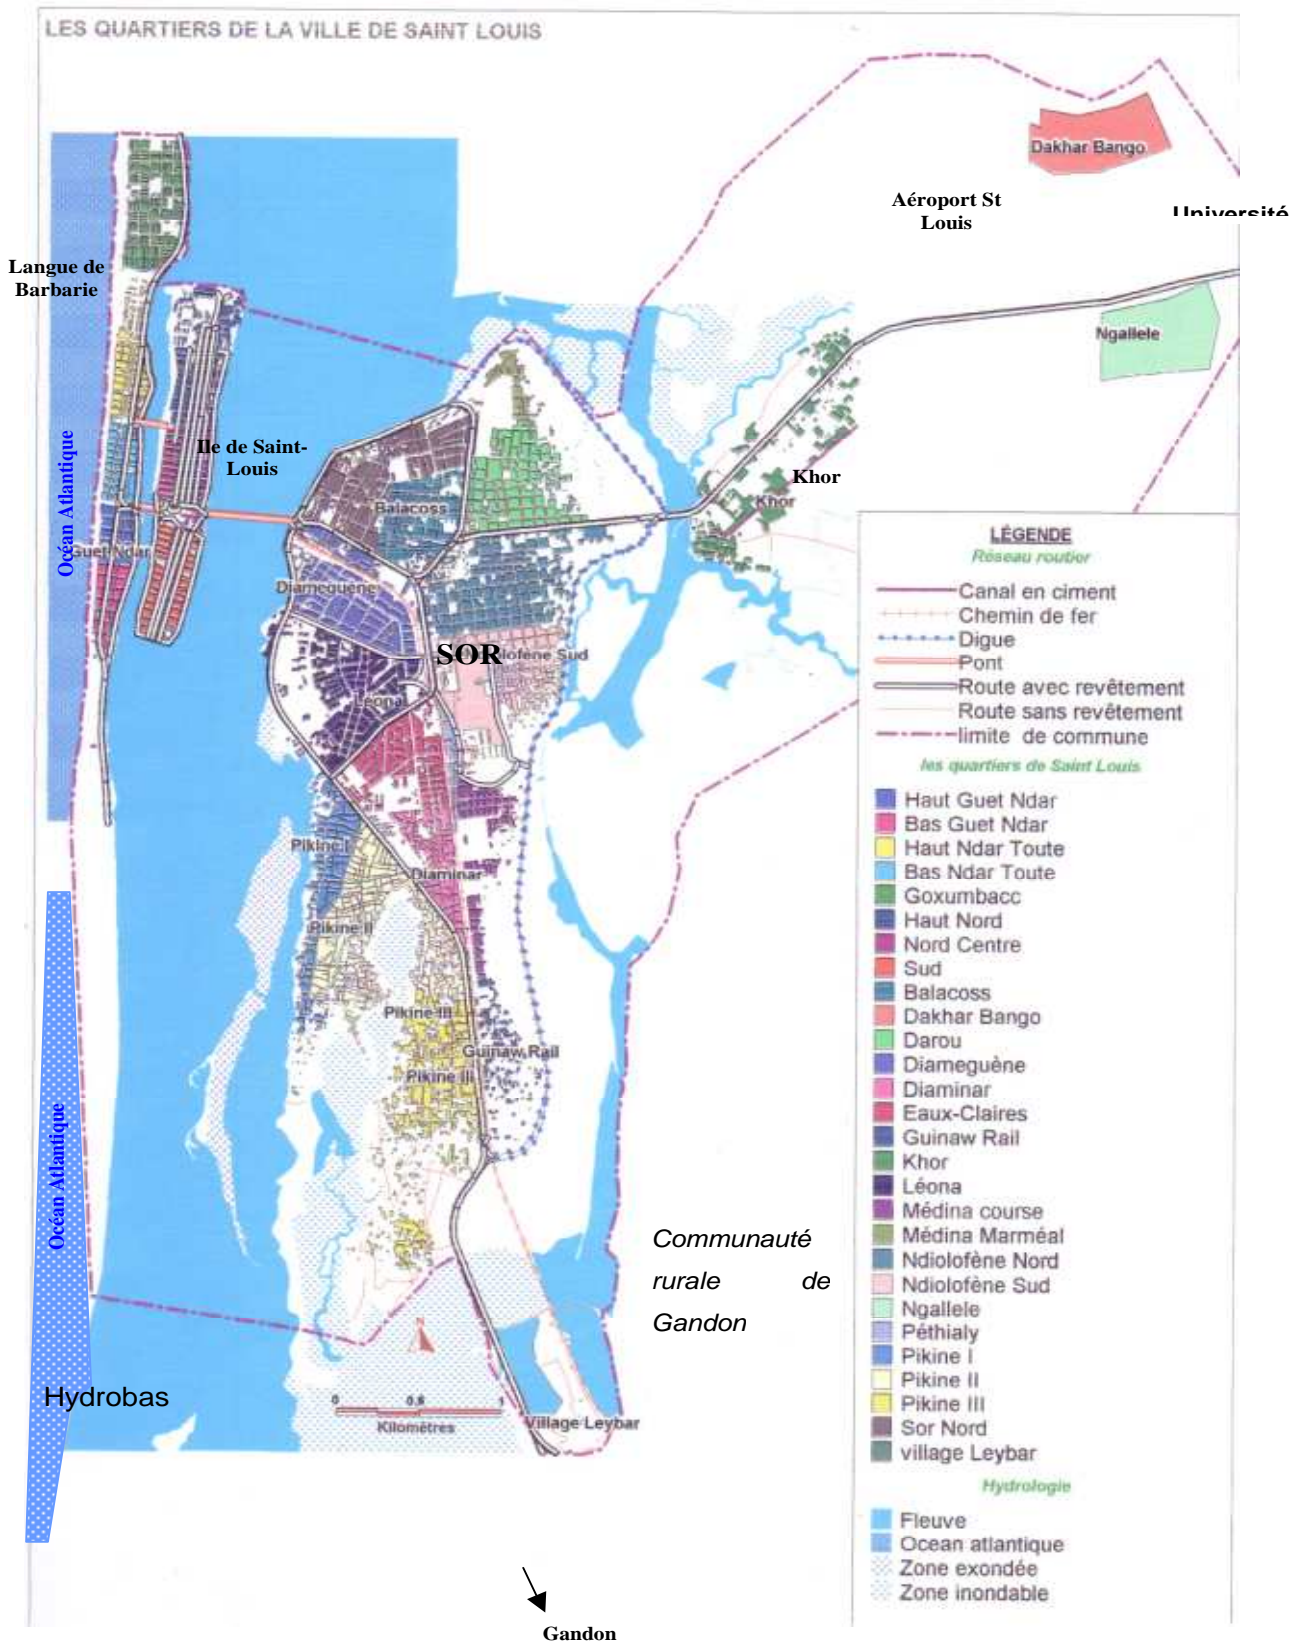 LES QUARTIERS DE LA VILLE DE SAINT LOUIS
Dakhar Bango
Aéroport St
Louis
Université
Langue de
Barbarie
Ngallele
Océan Atlantique
Ile de Saint-
Louis
Balacoss
Khor
Khor
Guet Ndar
Diameguène
SOR
Ndiolofène Sud
Léona
Pikine I
Diaminar
Pikine II
Pikine III
Guinaw Rail
Pikine III
Océan Atlantique
Communauté
rurale de
Gandon
N
Hydrobas
0 0,5 1
Kilomètres
Village Leybar
Gandon
LÉGENDE
Réseau routier
Canal en ciment
Chemin de fer
Digue
Pont
Route avec revêtement
Route sans revêtement
limite de commune
les quartiers de Saint Louis
Haut Guet Ndar
Bas Guet Ndar
Haut Ndar Toute
Bas Ndar Toute
Goxumbacc
Haut Nord
Nord Centre
Sud
Balacoss
Dakhar Bango
Darou
Diameguène
Diaminar
Eaux-Claires
Guinaw Rail
Khor
Léona
Médina course
Médina Marméal
Ndiolofène Nord
Ndiolofène Sud
Ngallele
Péthialy
Pikine I
Pikine II
Pikine III
Sor Nord
village Leybar
Hydrologie
Fleuve
Ocean atlantique
Zone exondée
Zone inondable